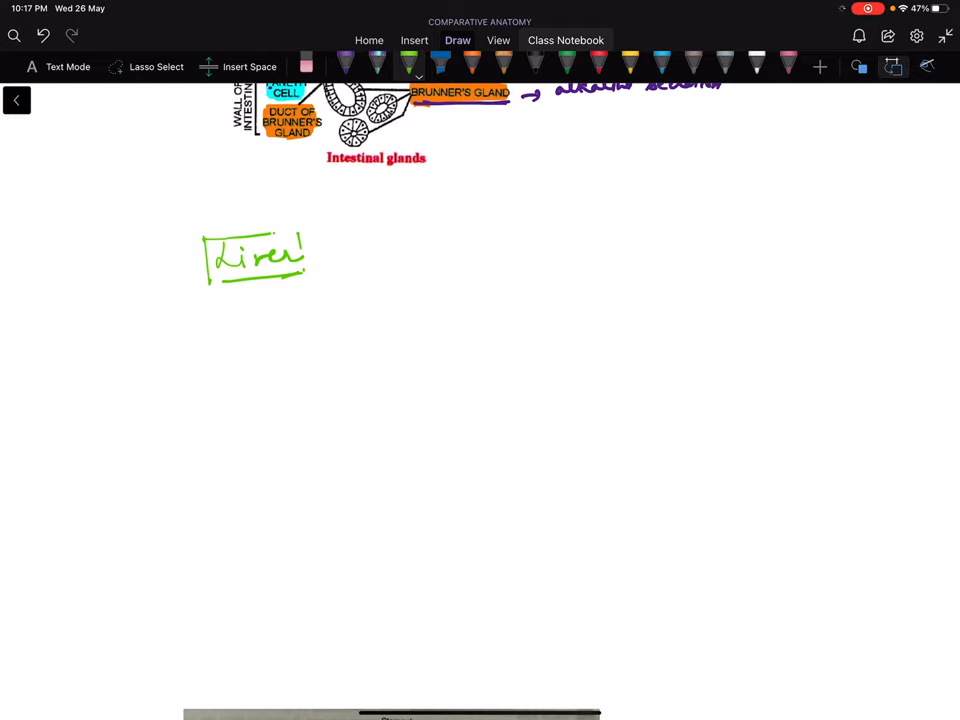 10:17 PM Wed 26 May
47%
COMPARATIVE ANATOMY
Home Insert Draw View Class Notebook
Text Mode Lasso Select Insert Space
WALL OF
CELL
BRUNNER'S GLAND → alkaline
DUCT OF
BRUNNER'S
GLAND
Intestinal glands
Liver